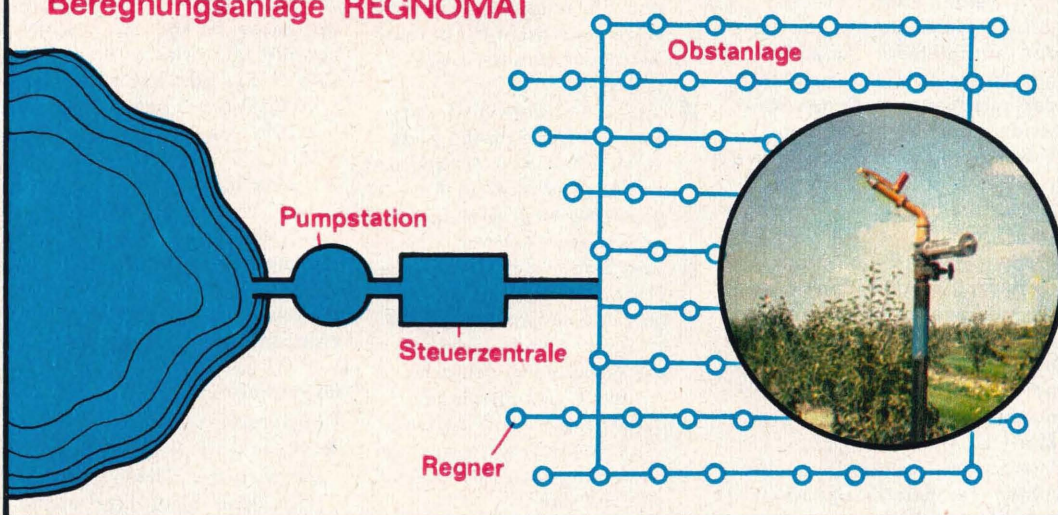 Beregnungsanlage REGNOMAT
Obstanlage
Pumpstation
Steuerzentrale
Regner